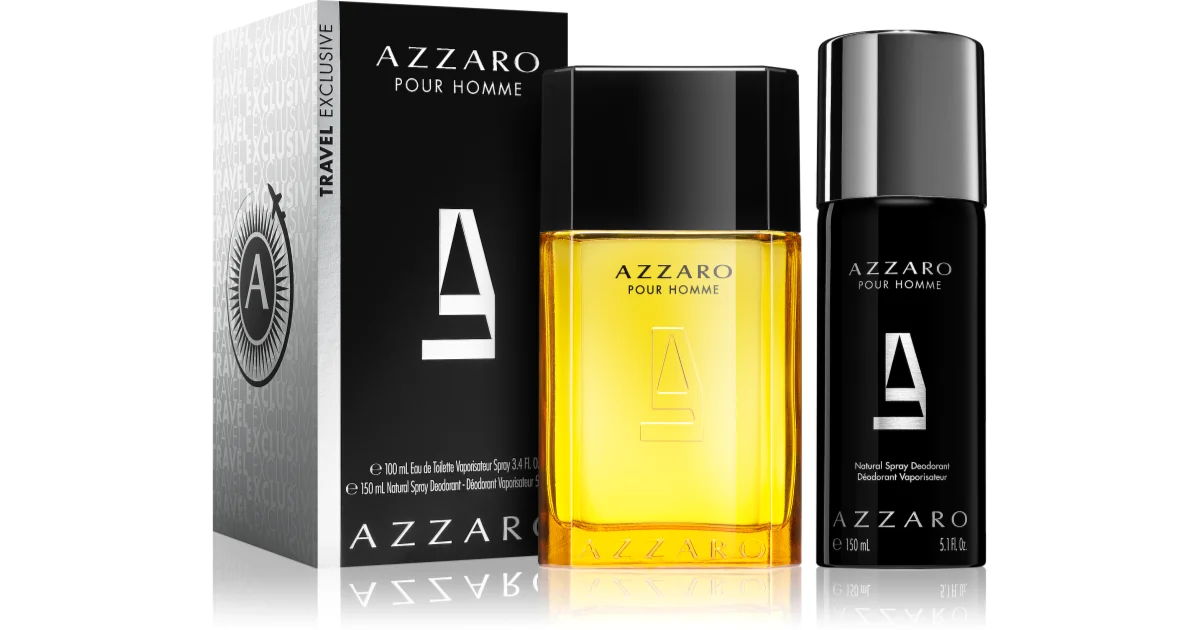 TRAVEL EXCLUSIVE
A
AZZARO
POUR HOMME
e 100 mL Eau de Toilette Vaporisateur Spray 3.4 Fl.
e 150 mL Natural Spray Deodorant - Déodorant Vaporisateur
AZZAR
AZZARO
POUR HOMME
AZZARO
AZZARO
POUR HOMME
Natural Spray Deodorant
Déodorant Vaporisateur
AZZARO
e 150 mL 5.1 Fl. Oz.